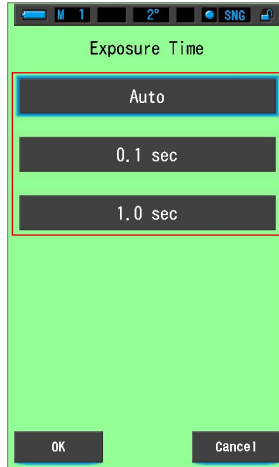 M 1 2° SNG
Exposure Time
Auto
0.1 sec
1.0 sec
OK Cancel